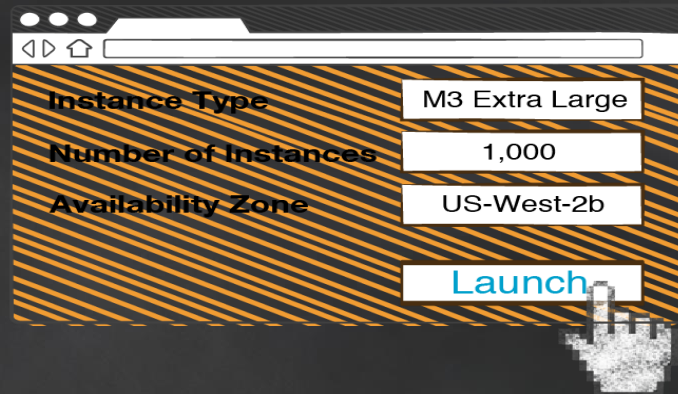 Instance Type M3 Extra Large
Number of Instances 1,000
Availability Zone US-West-2b
Launch